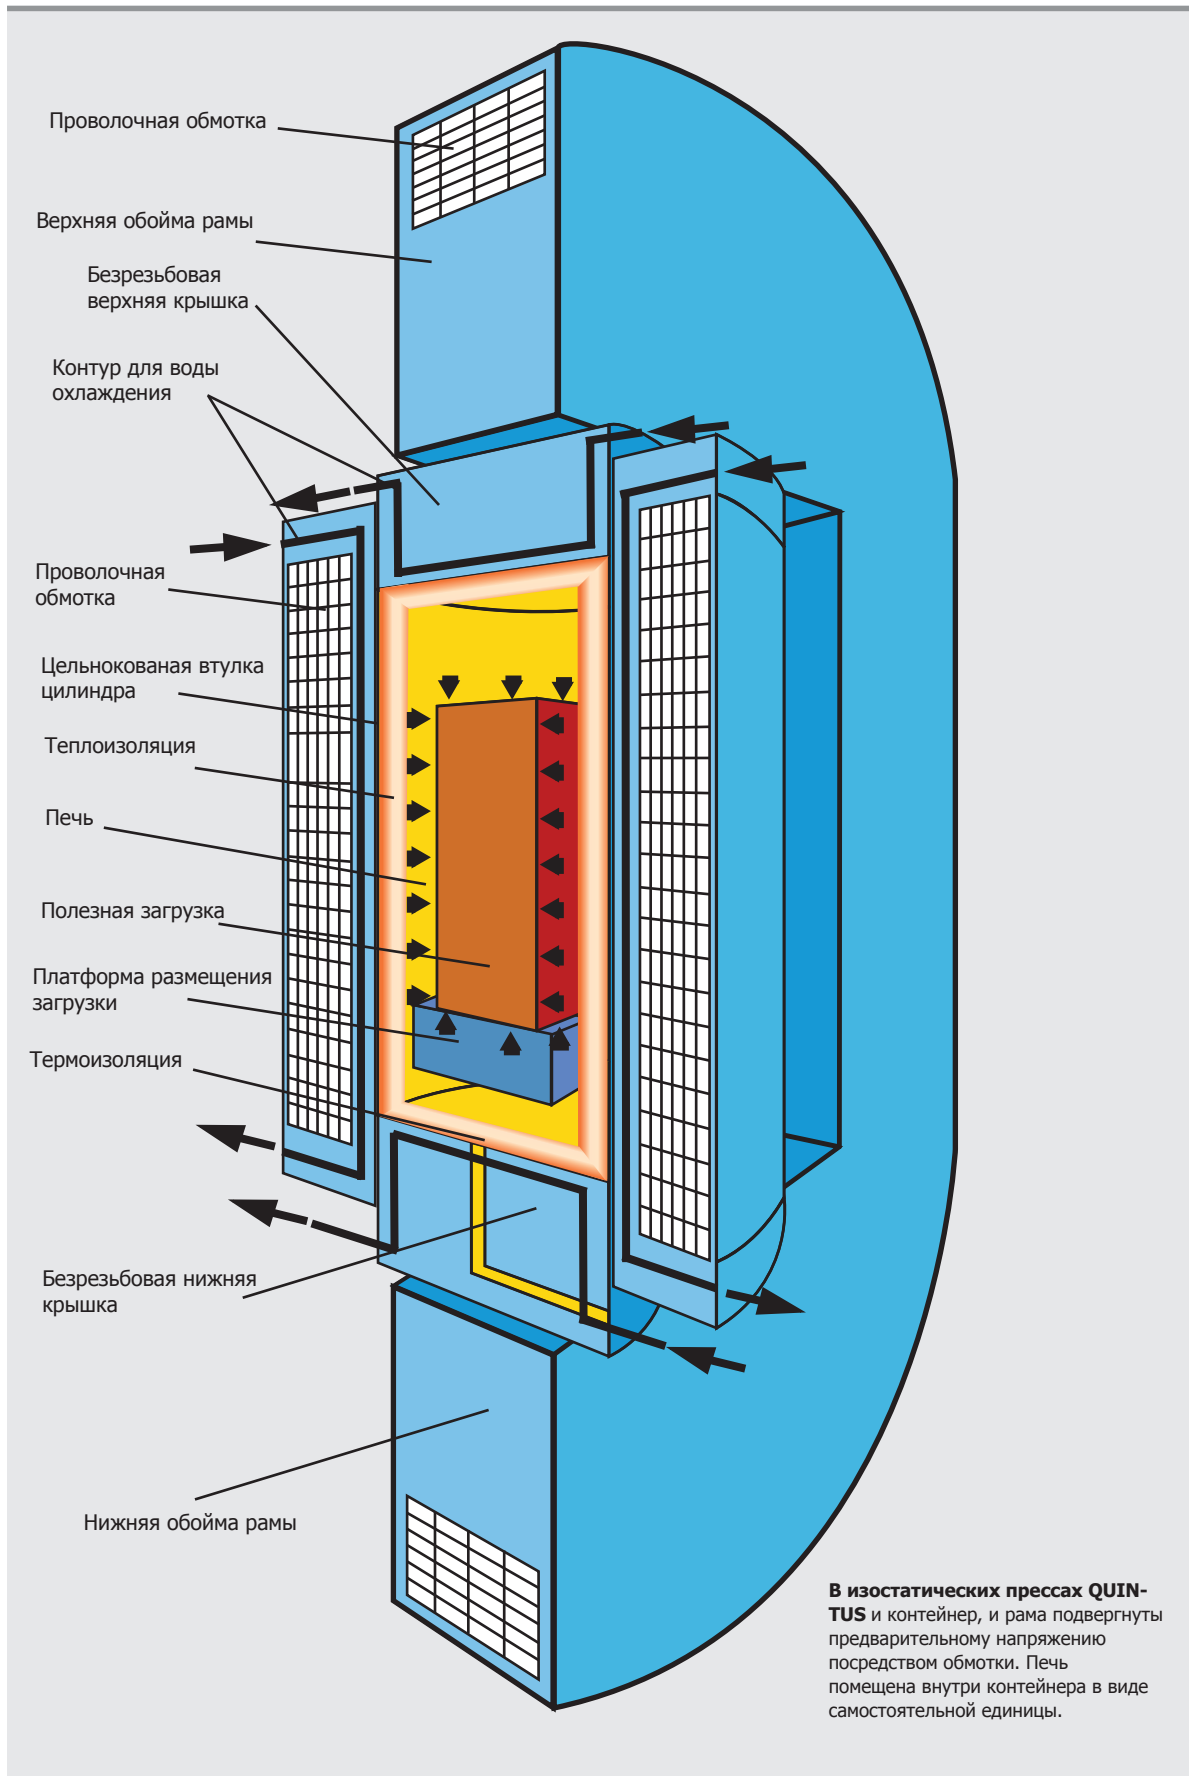 Проволочная обмотка
Верхняя обойма рамы
Безрезьбовая
верхняя крышка
Контур для воды
охлаждения
Проволочная
обмотка
Цельнокованая втулка
цилиндра
Теплоизоляция
Печь
Полезная загрузка
Платформа размещения
загрузки
Термоизоляция
Безрезьбовая нижняя
крышка
Нижняя обойма рамы
В изостатических прессах QUIN-
TUS и контейнер, и рама подвергнуты
предварительному напряжению
посредством обмотки. Печь
помещена внутри контейнера в виде
самостоятельной единицы.